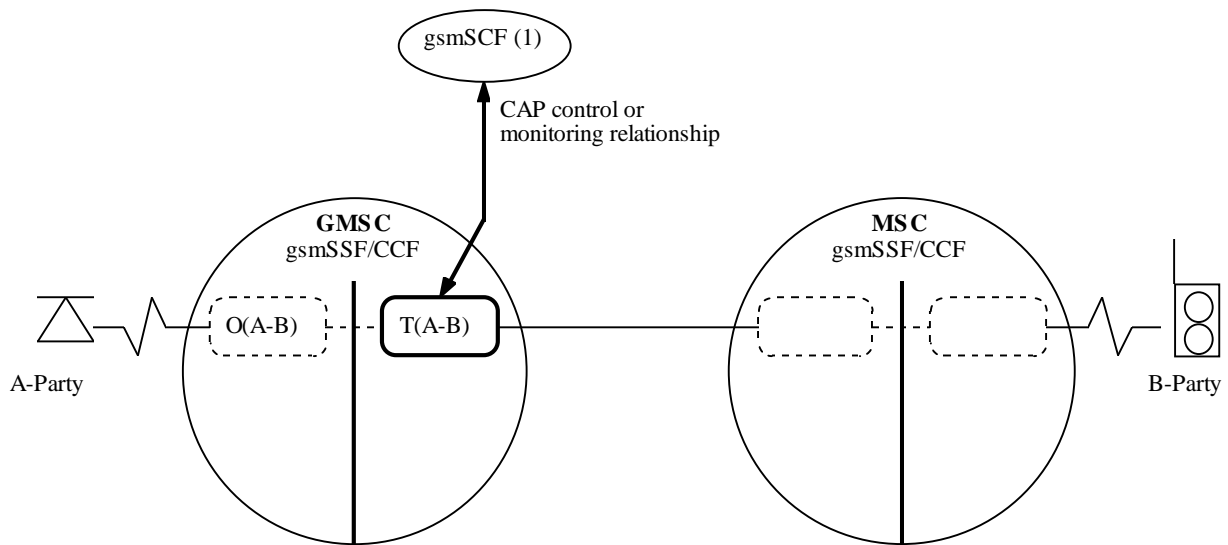 gsmSCF (1)
CAP control or
monitoring relationship
GMSC
gsmSSF/CCF
MSC
gsmSSF/CCF
O(A-B)
T(A-B)
A-Party
B-Party